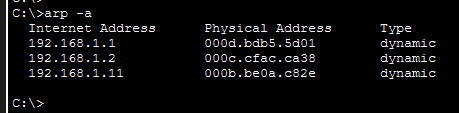 C:\>arp -a
Internet Address Physical Address Type
192.168.1.1 000d.bdb5.5d01 dynamic
192.168.1.2 000c.cfac.ca38 dynamic
192.168.1.11 000b.be0a.c82e dynamic
C:\>